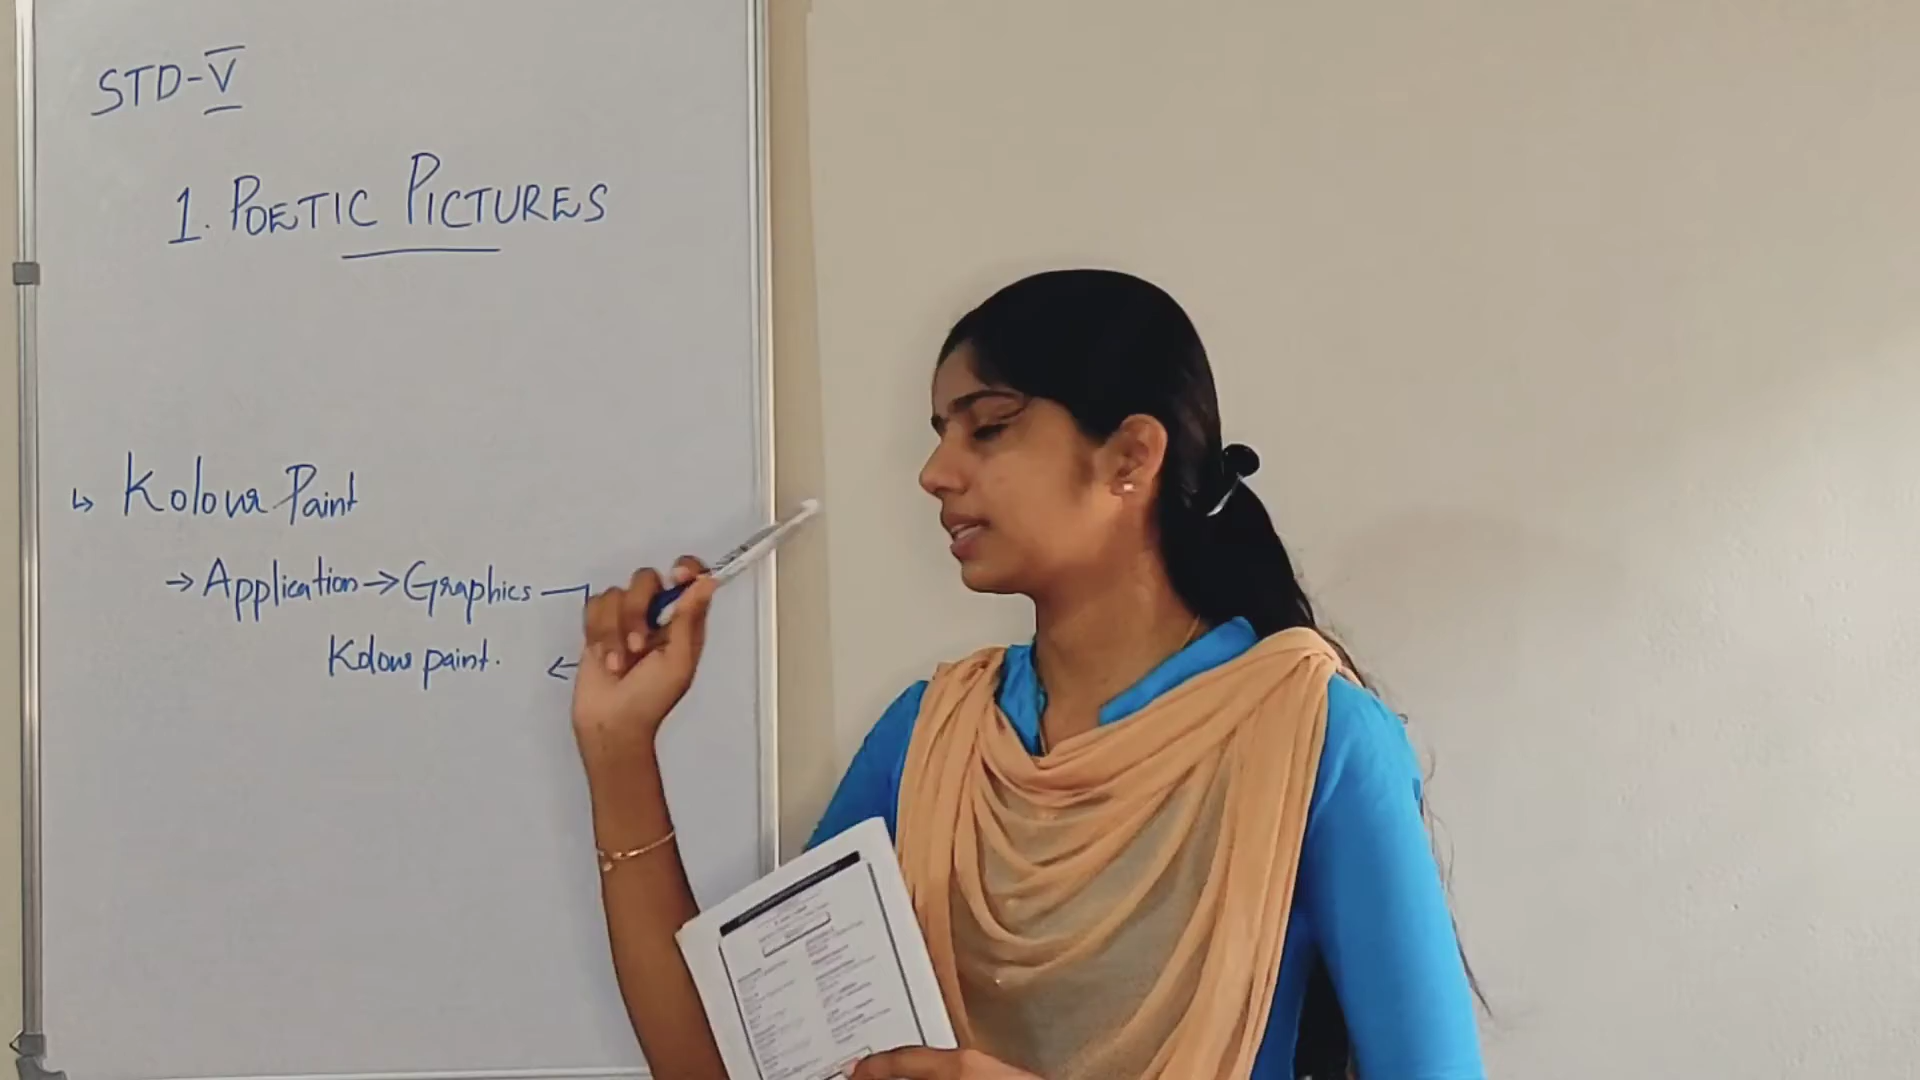 STD-V
1. POETIC PICTURES
↳ Kolour Paint
→ Application → Graphics
Kolour paint.